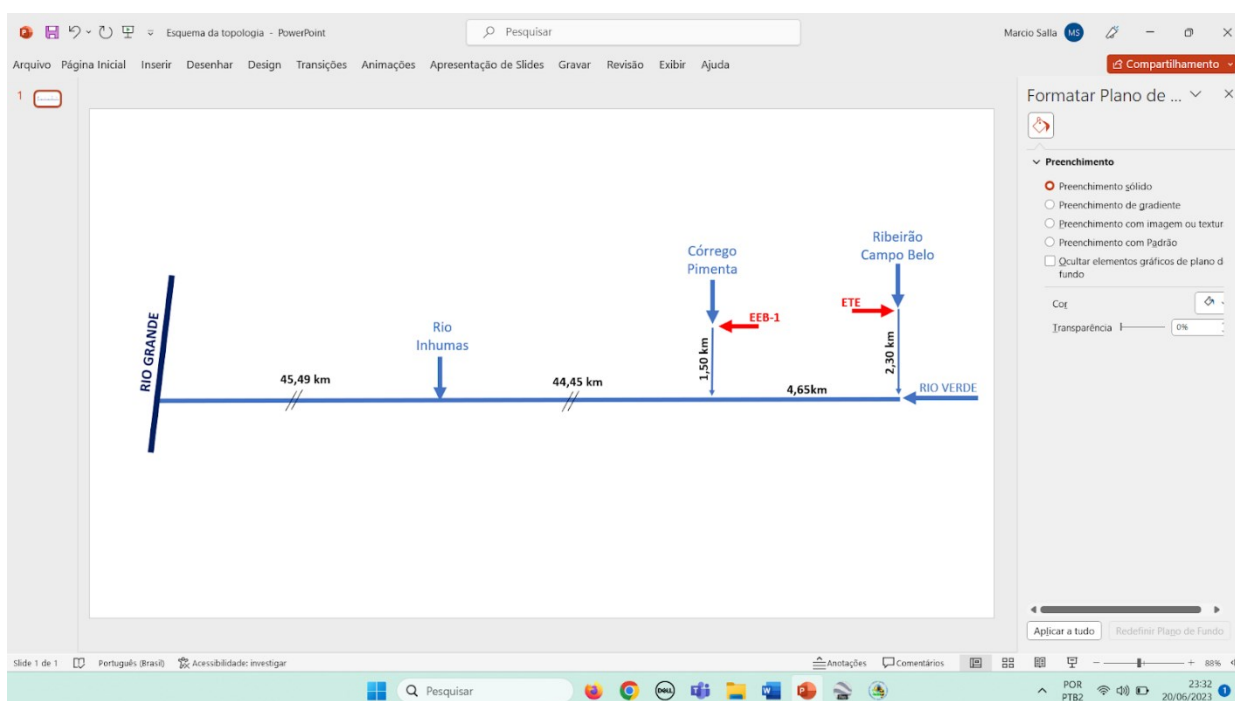 Esquema da topologia - PowerPoint
Pesquisar
Marcio Salla
MS
Arquivo Página Inicial Inserir Desenhar Design Transições Animações Apresentação de Slides Gravar Revisão Exibir Ajuda
Compartilhamento
1
Formatar Plano de ...
Preenchimento
Preenchimento sólido
Preenchimento de gradiente
Preenchimento com imagem ou textur
Preenchimento com Padrão
Ocultar elementos gráficos de plano d
fundo
Cor
Transparência
0%
Ribeirão
Campo Belo
Córrego
Pimenta
ETE
EEB-1
RIO GRANDE
Rio
Inhumas
1,50 km
2,30 km
45,49 km
44,45 km
4,65km
RIO VERDE
Aplicar a tudo
Redefinir Plano de Fundo
Slide 1 de 1
Português (Brasil)
Acessibilidade: investigar
Anotações
Comentários
88%
Pesquisar
DELL
POR
PTB2
23:32
20/06/2023
1